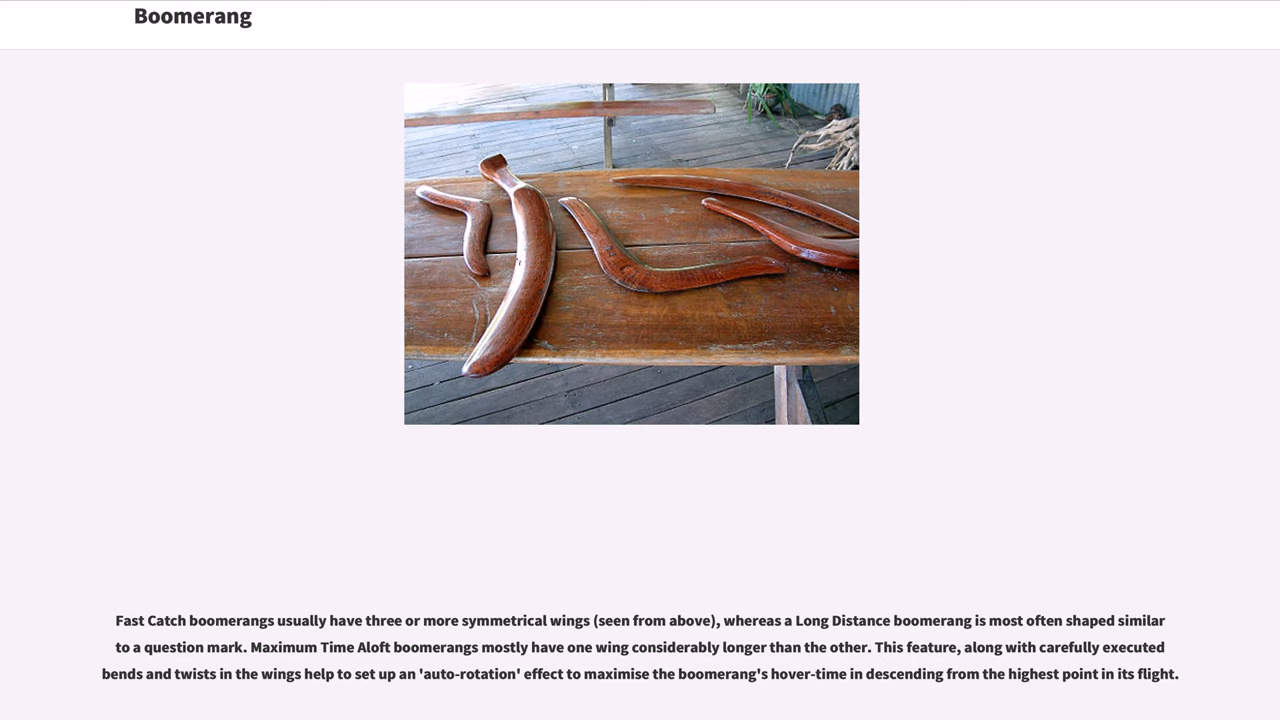 Boomerang
Fast Catch boomerangs usually have three or more symmetrical wings (seen from above), whereas a Long Distance boomerang is most often shaped similar
to a question mark. Maximum Time Aloft boomerangs mostly have one wing considerably longer than the other. This feature, along with carefully executed
bends and twists in the wings help to set up an 'auto-rotation' effect to maximise the boomerang's hover-time in descending from the highest point in its flight.